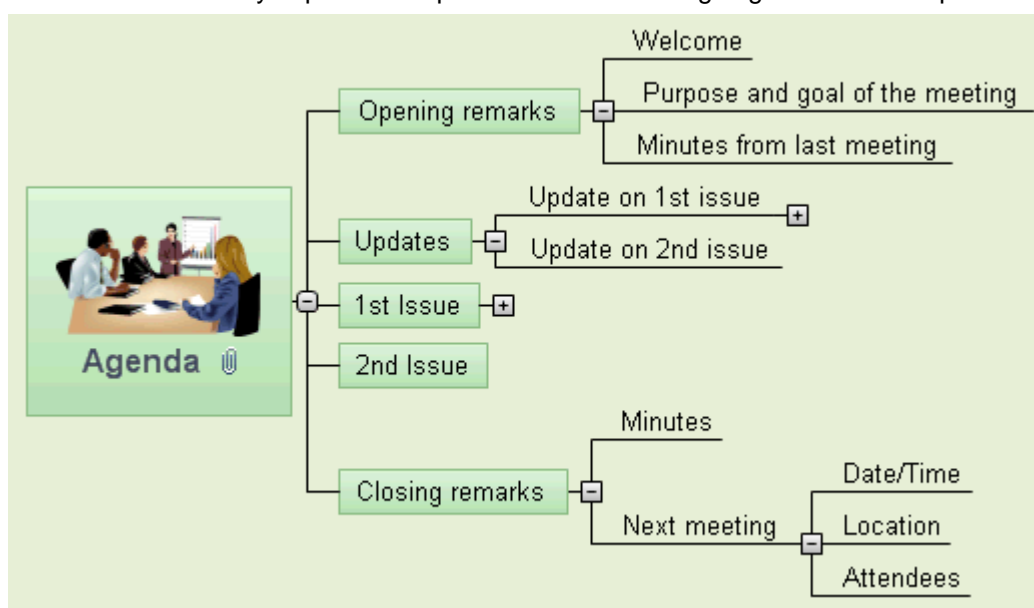 Welcome
Opening remarks
Purpose and goal of the meeting
Minutes from last meeting
Updates
Update on 1st issue
Update on 2nd issue
1st Issue
Agenda
2nd Issue
Closing remarks
Minutes
Next meeting
Date/Time
Location
Attendees